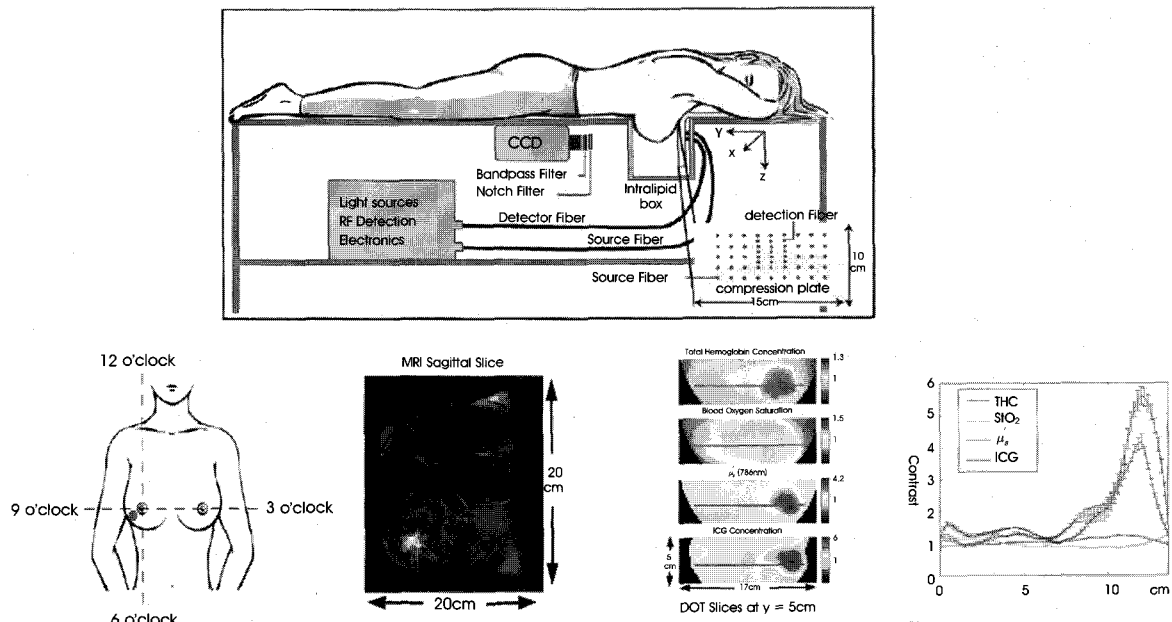 CCD
Bandpass Filter
Notch Filter
Light sources
RF Detection
Electronics
Detector Fiber
Source Fiber
Source Fiber
Intralipid
box
Y
X
Z
detection Fiber
10
cm
compression plate
15cm
12 o'clock
9 o'clock
3 o'clock
6 o'clock
MRI Sagittal Slice
20
cm
20cm
Total Hemoglobin Concentration
1.3
1
Blood Oxygen Saturation
1.5
1
(786nm)
4.2
1
ICG Concentration
6
1
5
cm
17cm
DOT Slices at y = 5cm
6
5
4
3
2
1
0
Contrast
THC
StO₂
ICG
0
5
10
cm